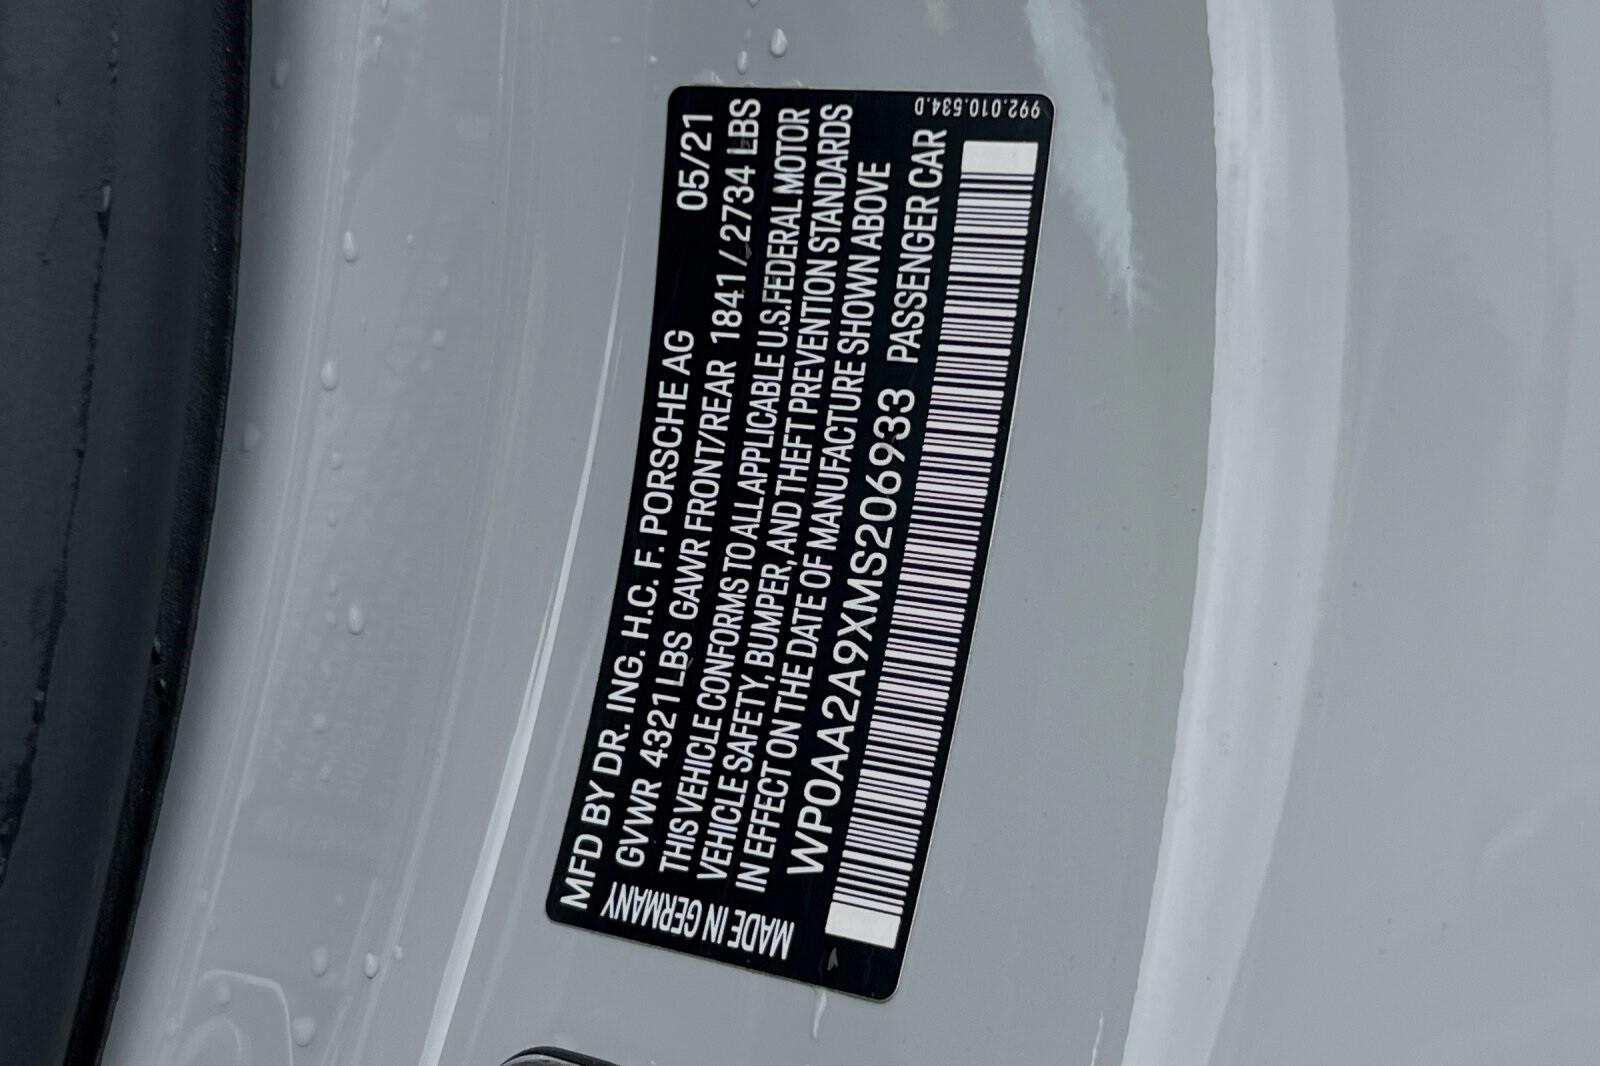 MFD BY DR. ING. H.C. F. PORSCHE AG 05/21
GVWR 4321 LBS GAWR FRONT/REAR 1841/2734 LBS
THIS VEHICLE CONFORMS TO ALL APPLICABLE U.S. FEDERAL MOTOR
VEHICLE SAFETY, BUMPER, AND THEFT PREVENTION STANDARDS
IN EFFECT ON THE DATE OF MANUFACTURE SHOWN ABOVE
WP0AA2A9XMS206933 PASSENGER CAR
MADE IN GERMANY
992.010.534.D